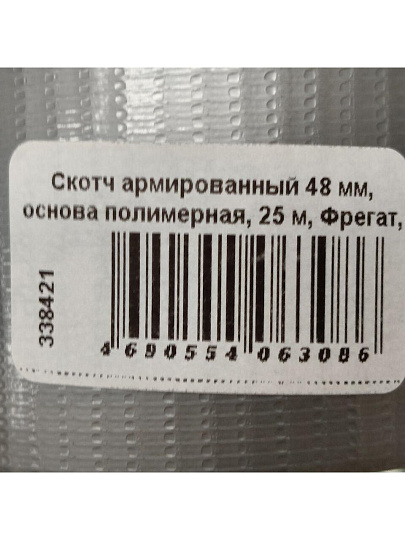 Скотч армированный 48 мм,
основа полимерная, 25 м, Фрегат,
338421
4 690554 063086